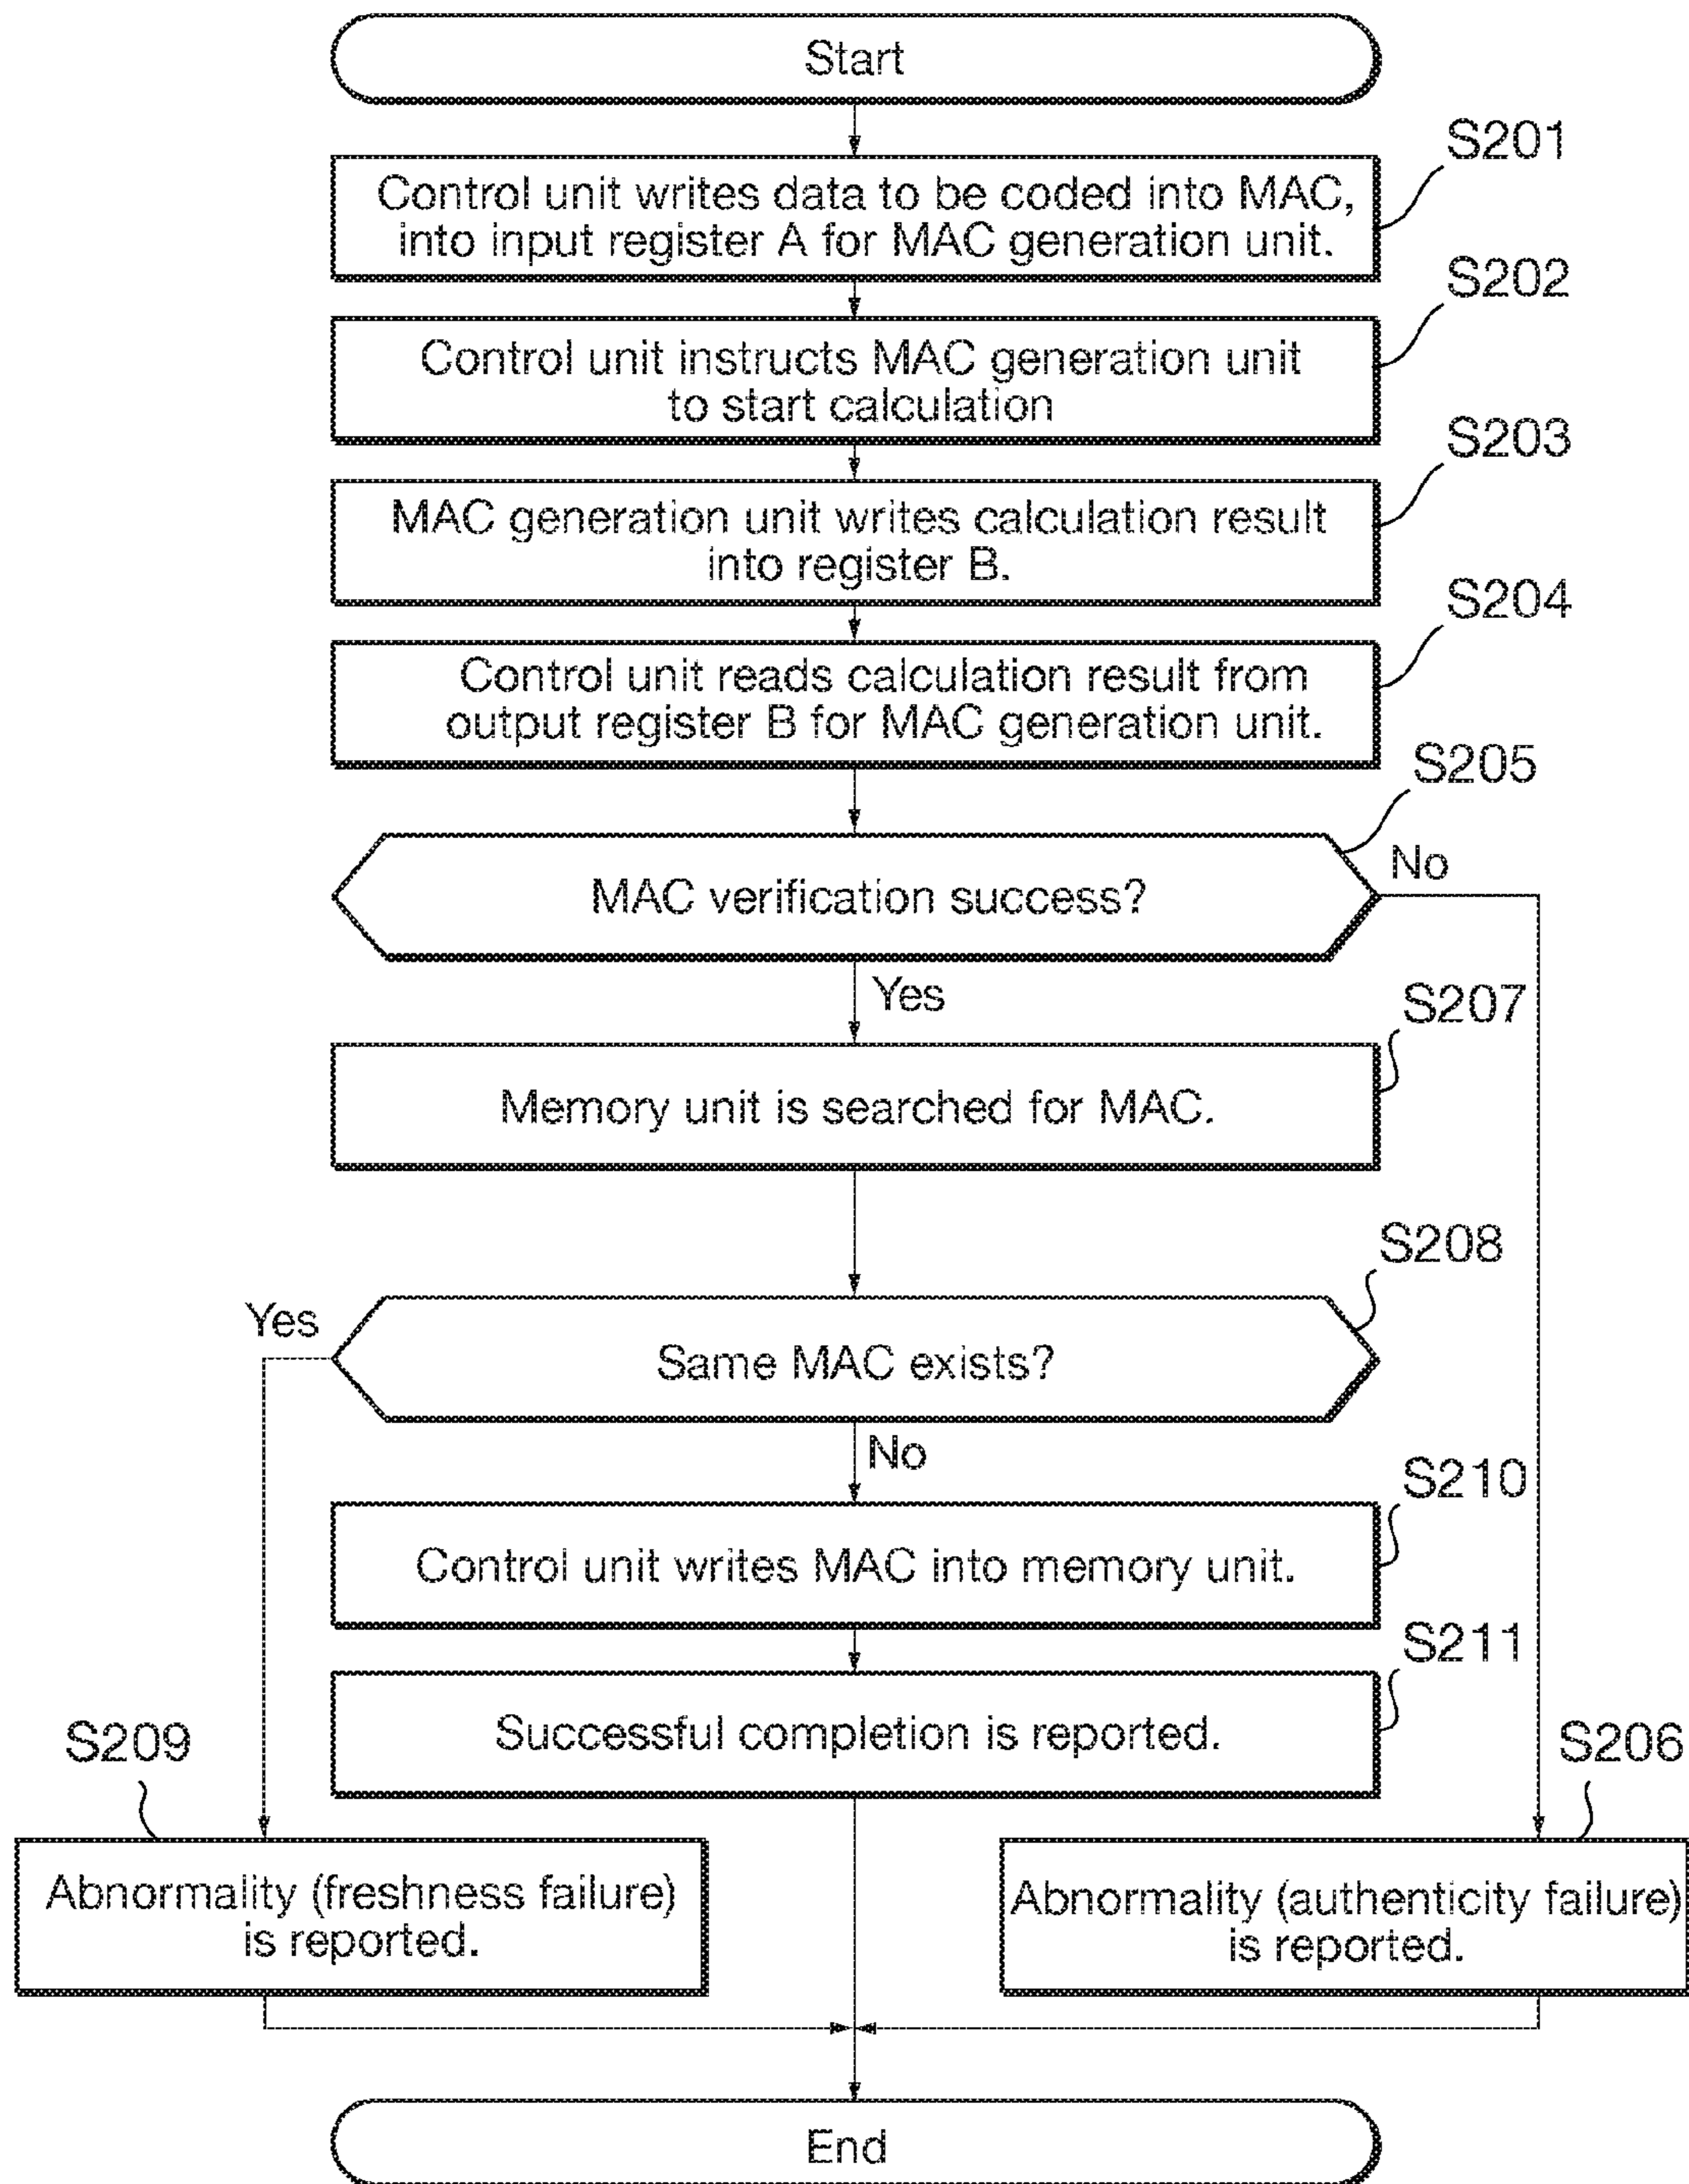 Start
S201
Control unit writes data to be coded into MAC,
into input register A for MAC generation unit.
S202
Control unit instructs MAC generation unit
to start calculation
S203
MAC generation unit writes calculation result
into register B.
S204
Control unit reads calculation result from
output register B for MAC generation unit.
S205
MAC verification success?
No
Yes
S207
Memory unit is searched for MAC.
S208
Yes
Same MAC exists?
No
S210
Control unit writes MAC into memory unit.
S211
Successful completion is reported.
S209
Abnormality (freshness failure)
is reported.
S206
Abnormality (authenticity failure)
is reported.
End